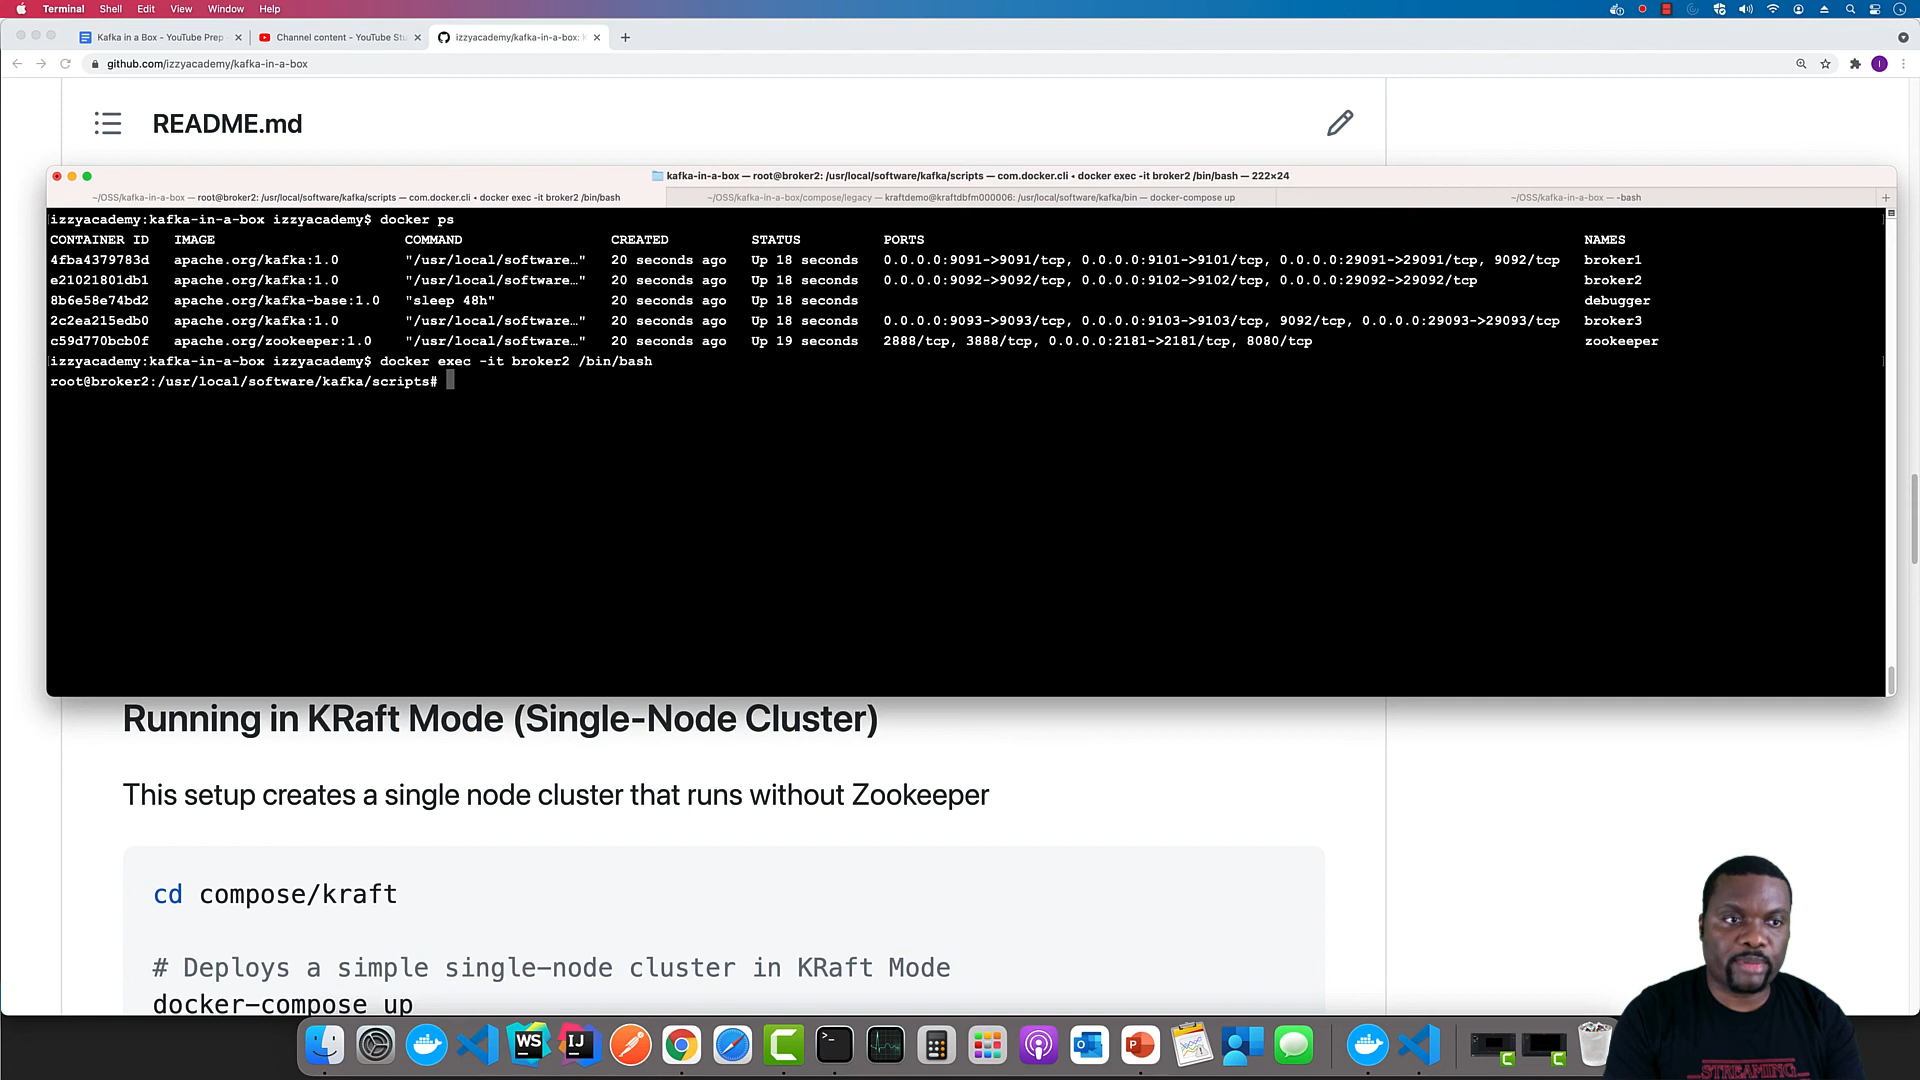 Terminal Shell Edit View Window Help
Kafka in a Box - YouTube Prep
Channel content - YouTube Stu
izzyacademy/kafka-in-a-box: K
github.com/izzyacademy/kafka-in-a-box
README.md
kafka-in-a-box — root@broker2: /usr/local/software/kafka/scripts — com.docker.cli • docker exec -it broker2 /bin/bash — 222×24
~/OSS/kafka-in-a-box — root@broker2: /usr/local/software/kafka/scripts — com.docker.cli • docker exec -it broker2 /bin/bash
~/OSS/kafka-in-a-box/compose/legacy — kraftdemo@kraftdbfm000006: /usr/local/software/kafka/bin — docker-compose up
~/OSS/kafka-in-a-box — -bash
[izzyacademy:kafka-in-a-box izzyacademy$ docker ps ]
CONTAINER ID IMAGE COMMAND CREATED STATUS PORTS NAMES
4fba4379783d apache.org/kafka:1.0 "/usr/local/software…" 20 seconds ago Up 18 seconds 0.0.0.0:9091->9091/tcp, 0.0.0.0:9101->9101/tcp, 0.0.0.0:29091->29091/tcp, 9092/tcp broker1
e21021801db1 apache.org/kafka:1.0 "/usr/local/software…" 20 seconds ago Up 18 seconds 0.0.0.0:9092->9092/tcp, 0.0.0.0:9102->9102/tcp, 0.0.0.0:29092->29092/tcp broker2
8b6e58e74bd2 apache.org/kafka-base:1.0 "sleep 48h" 20 seconds ago Up 18 seconds debugger
2c2ea215edb0 apache.org/kafka:1.0 "/usr/local/software…" 20 seconds ago Up 18 seconds 0.0.0.0:9093->9093/tcp, 0.0.0.0:9103->9103/tcp, 9092/tcp, 0.0.0.0:29093->29093/tcp broker3
c59d770bcb0f apache.org/zookeeper:1.0 "/usr/local/software…" 20 seconds ago Up 19 seconds 2888/tcp, 3888/tcp, 0.0.0.0:2181->2181/tcp, 8080/tcp zookeeper
[izzyacademy:kafka-in-a-box izzyacademy$ docker exec -it broker2 /bin/bash ]
root@broker2:/usr/local/software/kafka/scripts#
Running in KRaft Mode (Single-Node Cluster)
This setup creates a single node cluster that runs without Zookeeper
cd compose/kraft
# Deploys a simple single-node cluster in KRaft Mode
docker-compose up
WS
IJ
STREAMING